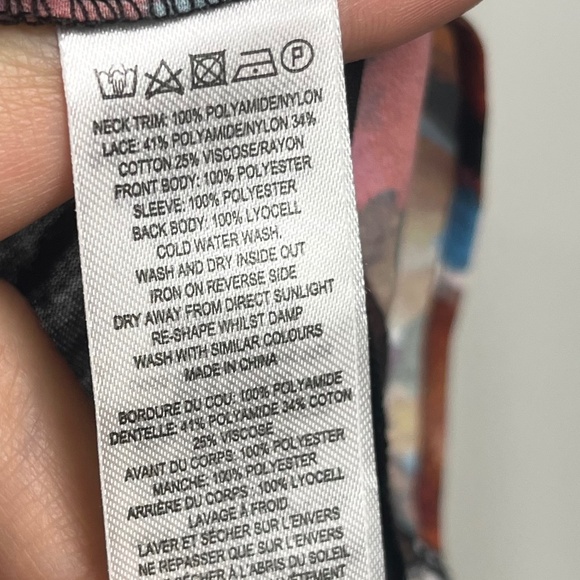 P
NECK TRIM: 100% POLYAMIDE/NYLON
LACE: 41% POLYAMIDE/NYLON 34%
COTTON 25% VISCOSE/RAYON
FRONT BODY: 100% POLYESTER
SLEEVE: 100% POLYESTER
BACK BODY: 100% LYOCELL
COLD WATER WASH.
WASH AND DRY INSIDE OUT
IRON ON REVERSE SIDE
DRY AWAY FROM DIRECT SUNLIGHT
RE-SHAPE WHILST DAMP
WASH WITH SIMILAR COLOURS
MADE IN CHINA
BORDURE DU COU: 100% POLYAMIDE
DENTELLE: 41% POLYAMIDE 34% COTON
25% VISCOSE
AVANT DU CORPS: 100% POLYESTER
MANCHE: 100% POLYESTER
ARRIÈRE DU CORPS : 100% LYOCELL
LAVAGE À FROID
LAVER ET SÉCHER SUR L'ENVERS
NE REPASSER QUE SUR L'ENVERS
À L'ABRIS DU SOLEIL